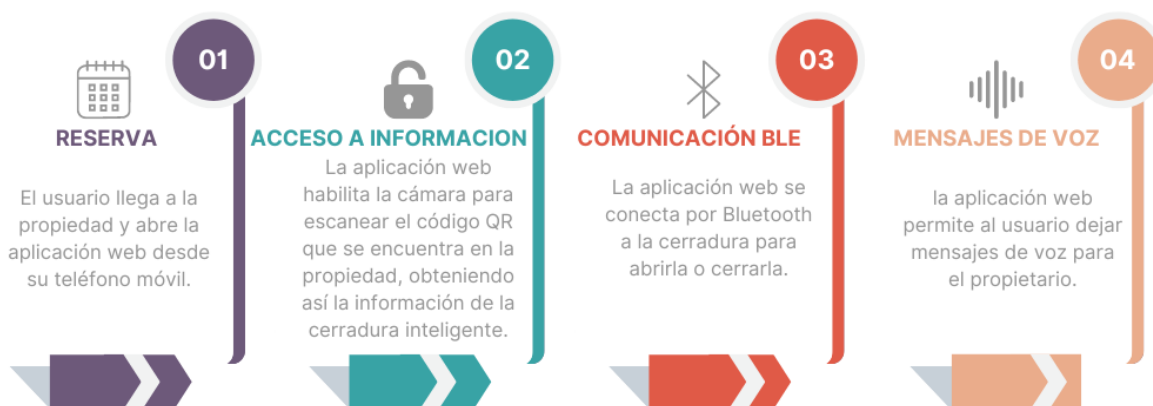 01
RESERVA
El usuario llega a la
propiedad y abre la
aplicación web desde
su teléfono móvil.
02
ACCESO A INFORMACION
La aplicación web
habilita la cámara para
escanear el código QR
que se encuentra en la
propiedad, obteniendo
así la información de la
cerradura inteligente.
03
COMUNICACIÓN BLE
La aplicación web se
conecta por Bluetooth
a la cerradura para
abrirla o cerrarla.
04
MENSAJES DE VOZ
la aplicación web
permite al usuario dejar
mensajes de voz para
el propietario.